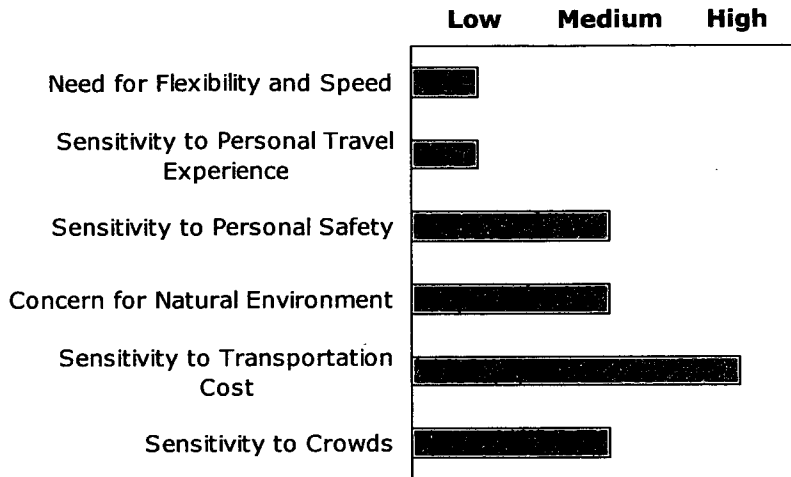 Low Medium High
Need for Flexibility and Speed
Sensitivity to Personal Travel
Experience
Sensitivity to Personal Safety
Concern for Natural Environment
Sensitivity to Transportation
Cost
Sensitivity to Crowds